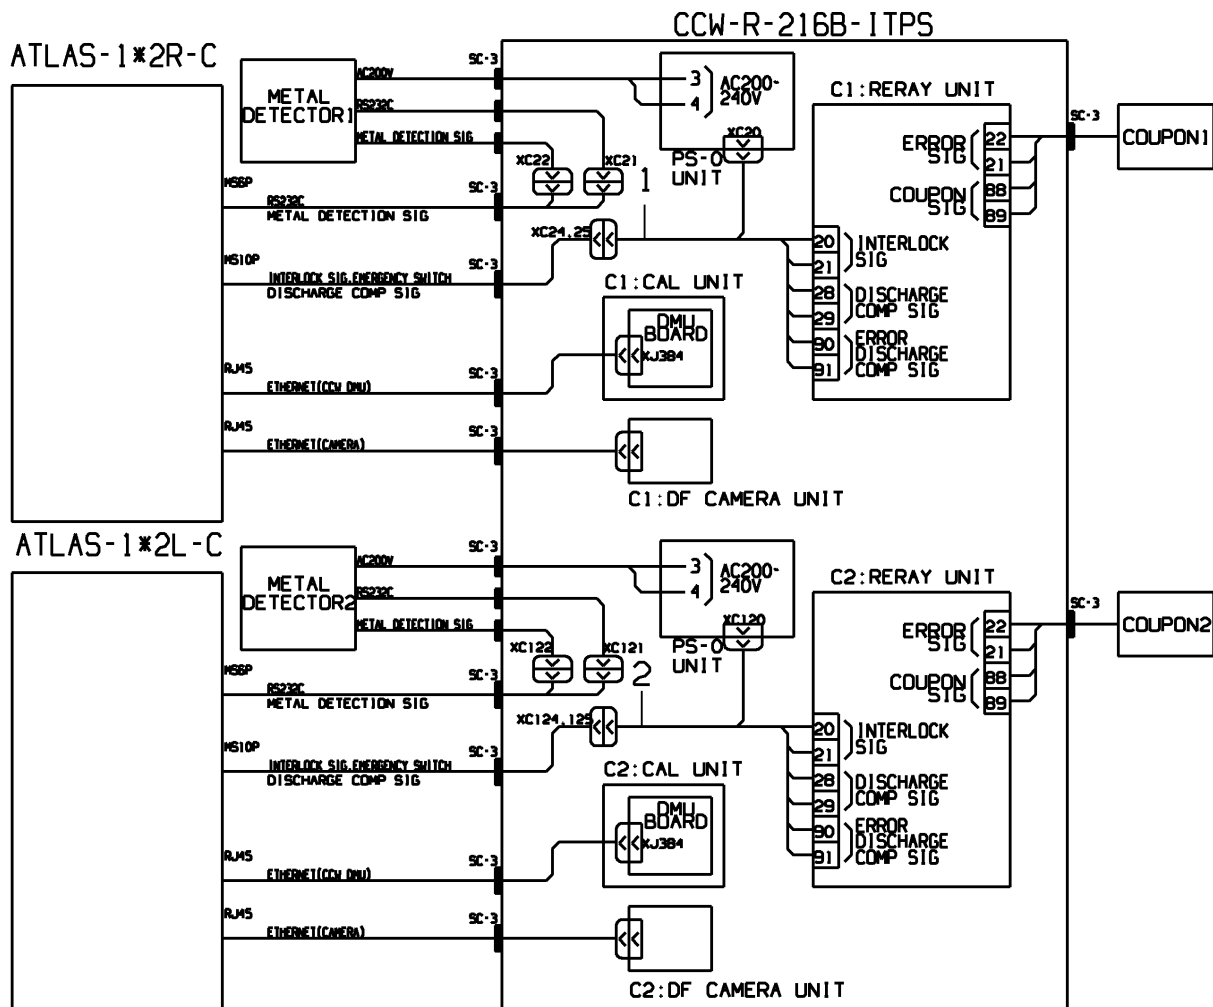 CCW-R-216B-ITPS
ATLAS-1*2R-C
METAL
DETECTOR1
AC200V
RS232C
METAL DETECTION SIG
SC-3
3
4
AC200-
240V
XC20
PS-0
UNIT
XC22
XC21
1
MS6P
RS232C
METAL DETECTION SIG
SC-3
XC24,25
MS10P
INTERLOCK SIG,EMERGENCY SWITCH
DISCHARGE COMP SIG
SC-3
C1:CAL UNIT
DMU
BOARD
XJ384
RJ45
ETHERNET(CCW DMU)
SC-3
RJ45
ETHERNET(CAMERA)
SC-3
C1:DF CAMERA UNIT
C1:RERAY UNIT
ERROR
SIG
22
21
COUPON
SIG
88
89
20
21
INTERLOCK
SIG
28
29
DISCHARGE
COMP SIG
90
91
ERROR
DISCHARGE
COMP SIG
SC-3
COUPON1
ATLAS-1*2L-C
METAL
DETECTOR2
AC200V
RS232C
METAL DETECTION SIG
SC-3
3
4
AC200-
240V
XC120
PS-0
UNIT
XC122
XC121
2
MS6P
RS232C
METAL DETECTION SIG
SC-3
XC124,125
MS10P
INTERLOCK SIG,EMERGENCY SWITCH
DISCHARGE COMP SIG
SC-3
C2:CAL UNIT
DMU
BOARD
XJ384
RJ45
ETHERNET(CCW DMU)
SC-3
RJ45
ETHERNET(CAMERA)
SC-3
C2:DF CAMERA UNIT
C2:RERAY UNIT
ERROR
SIG
22
21
COUPON
SIG
88
89
20
21
INTERLOCK
SIG
28
29
DISCHARGE
COMP SIG
90
91
ERROR
DISCHARGE
COMP SIG
SC-3
COUPON2